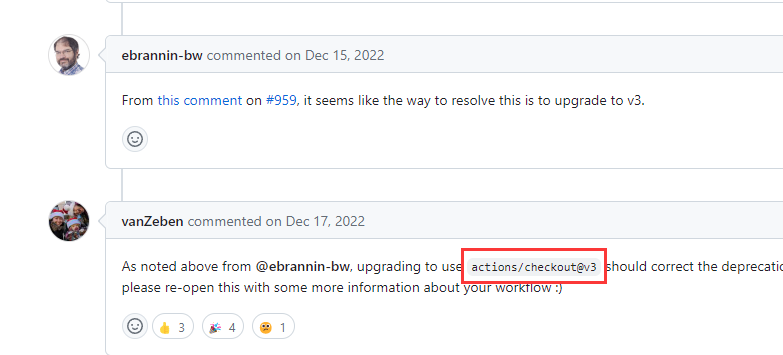 ebrannin-bw commented on Dec 15, 2022
From this comment on #959, it seems like the way to resolve this is to upgrade to v3.
vanZeben commented on Dec 17, 2022
As noted above from @ebrannin-bw, upgrading to use actions/checkout@v3 should correct the deprecatio
please re-open this with some more information about your workflow :)
3 4 1